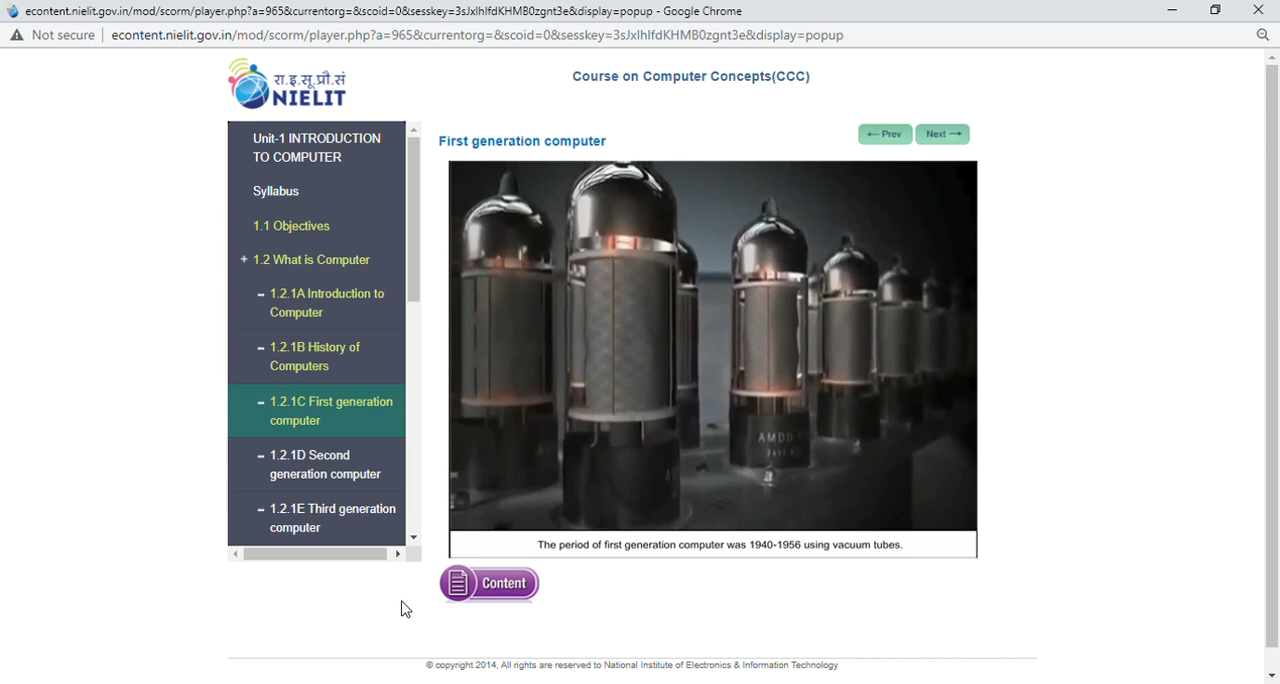 econtent.nielit.gov.in/mod/scorm/player.php?a=965&currentorg=&scoid=0&sesskey=3sJxlhlfdKHMB0zgnt3e&display=popup - Google Chrome
Not secure
econtent.nielit.gov.in/mod/scorm/player.php?a=965&currentorg=&scoid=0&sesskey=3sJxlhlfdKHMB0zgnt3e&display=popup
रा.इ.सू.प्रौ.सं
NIELIT
Course on Computer Concepts(CCC)
Unit-1 INTRODUCTION
TO COMPUTER
Syllabus
1.1 Objectives
+ 1.2 What is Computer
- 1.2.1A Introduction to
Computer
- 1.2.1B History of
Computers
- 1.2.1C First generation
computer
- 1.2.1D Second
generation computer
- 1.2.1E Third generation
computer
First generation computer
← Prev
Next →
The period of first generation computer was 1940-1956 using vacuum tubes.
Content
© copyright 2014, All rights are reserved to National Institute of Electronics & Information Technology